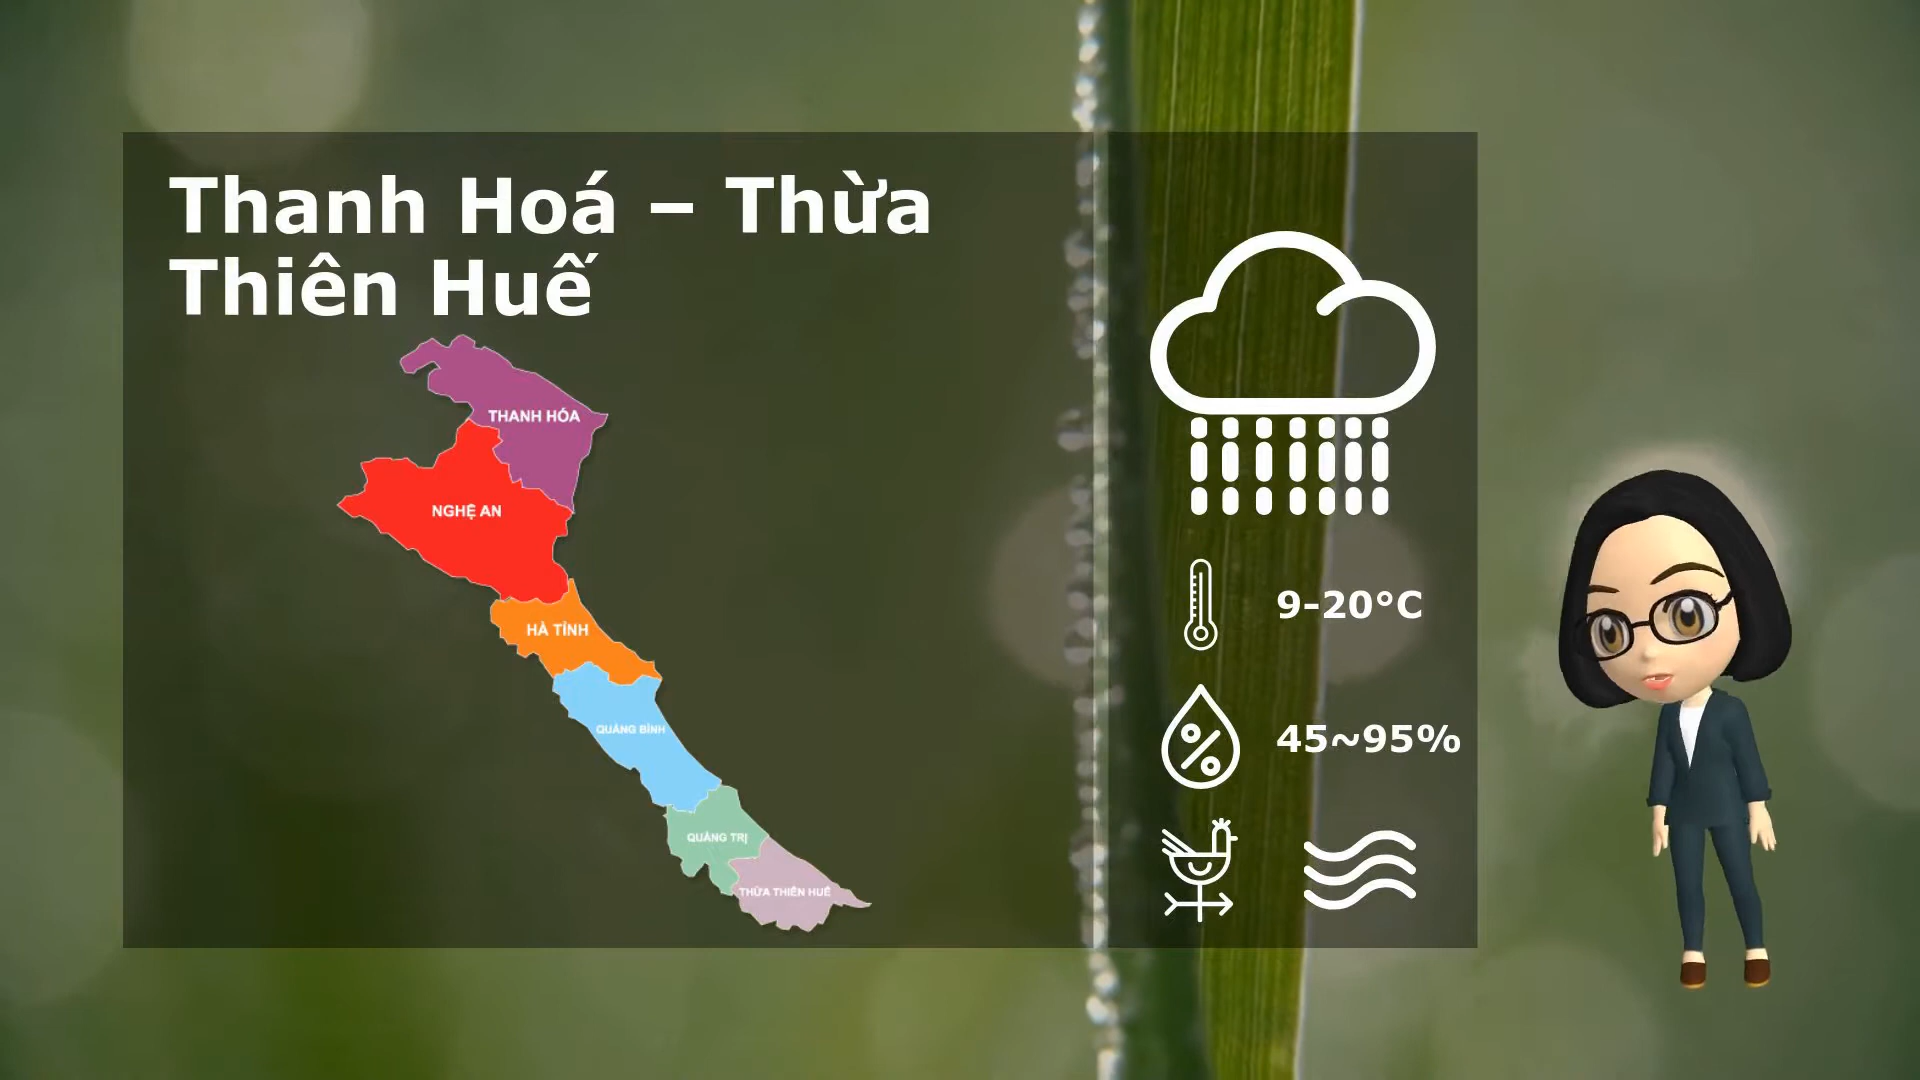 Thanh Hoá – Thừa
Thiên Huế
THANH HÓA
NGHỆ AN
HÀ TĨNH
QUẢNG BÌNH
QUẢNG TRỊ
THỪA THIÊN HUẾ
9-20°C
45~95%